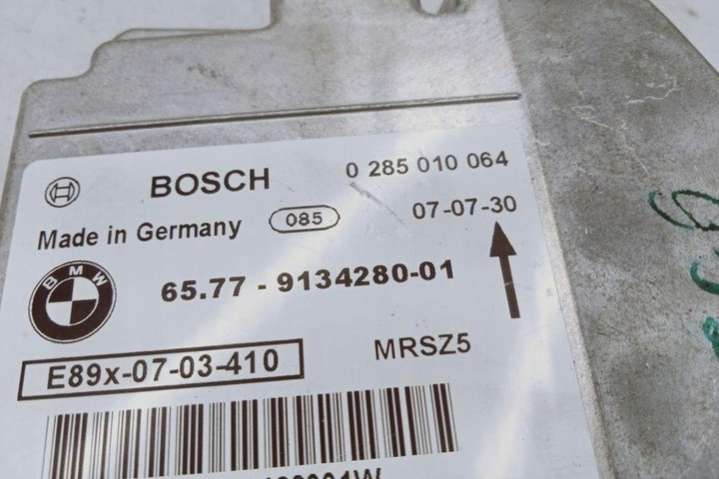 BOSCH 0 285 010 064
Made in Germany 085 07-07-30
BMW 65.77 - 9134280-01
E89x-07-03-410 MRSZ5